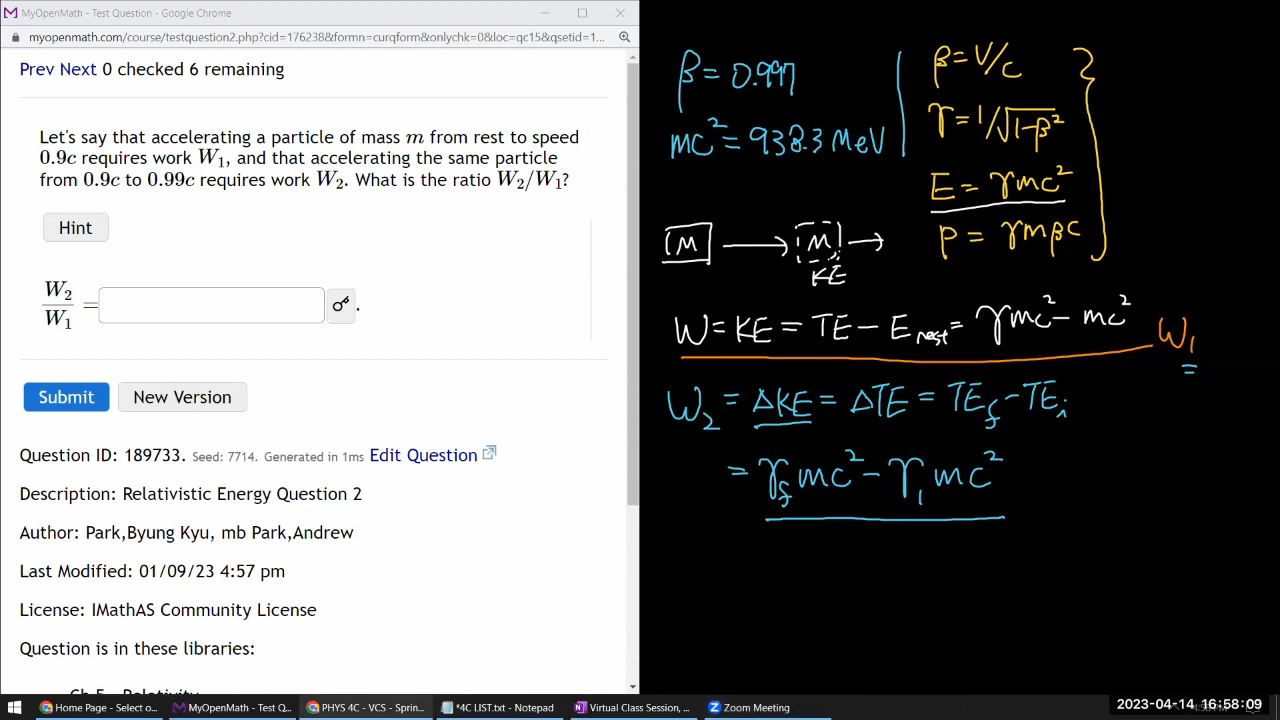 MyOpenMath - Test Question - Google Chrome
myopenmath.com/course/testquestion2.php?cid=176238&formn=curqform&onlychk=0&loc=qc15&qsetid=1...
Prev Next 0 checked 6 remaining
Let's say that accelerating a particle of mass m from rest to speed
0.9c requires work W₁, and that accelerating the same particle
from 0.9c to 0.99c requires work W₂. What is the ratio W₂/W₁?
Hint
W₂/W₁ = .
Submit New Version
Question ID: 189733. Seed: 7714. Generated in 1ms Edit Question
Description: Relativistic Energy Question 2
Author: Park,Byung Kyu, mb Park,Andrew
Last Modified: 01/09/23 4:57 pm
License: IMathAS Community License
Question is in these libraries:
β = 0.997
mc² = 938.3 MeV
β = V/c
γ = 1/√(1-β²)
E = γmc²
p = γmβc
M → M →
KE
W = KE = TE - E rest = γmc² - mc² W₁
=
W₂ = ΔKE = ΔTE = TE_f - TE_i
= γ_f mc² - γ₁ mc²
Home Page - Select o... MyOpenMath - Test Qu... PHYS 4C - VCS - Sprin... *4C LIST.txt - Notepad Virtual Class Session, ... Zoom Meeting
2023-04-14 16:58:09